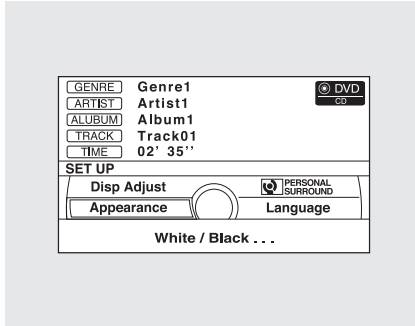 GENRE Genre1
DVD
ARTIST Artist1
CD
ALUBUM Album1
TRACK Track01
TIME 02' 35''
SET UP
Disp Adjust
PERSONAL
SURROUND
Appearance
Language
White / Black . . .